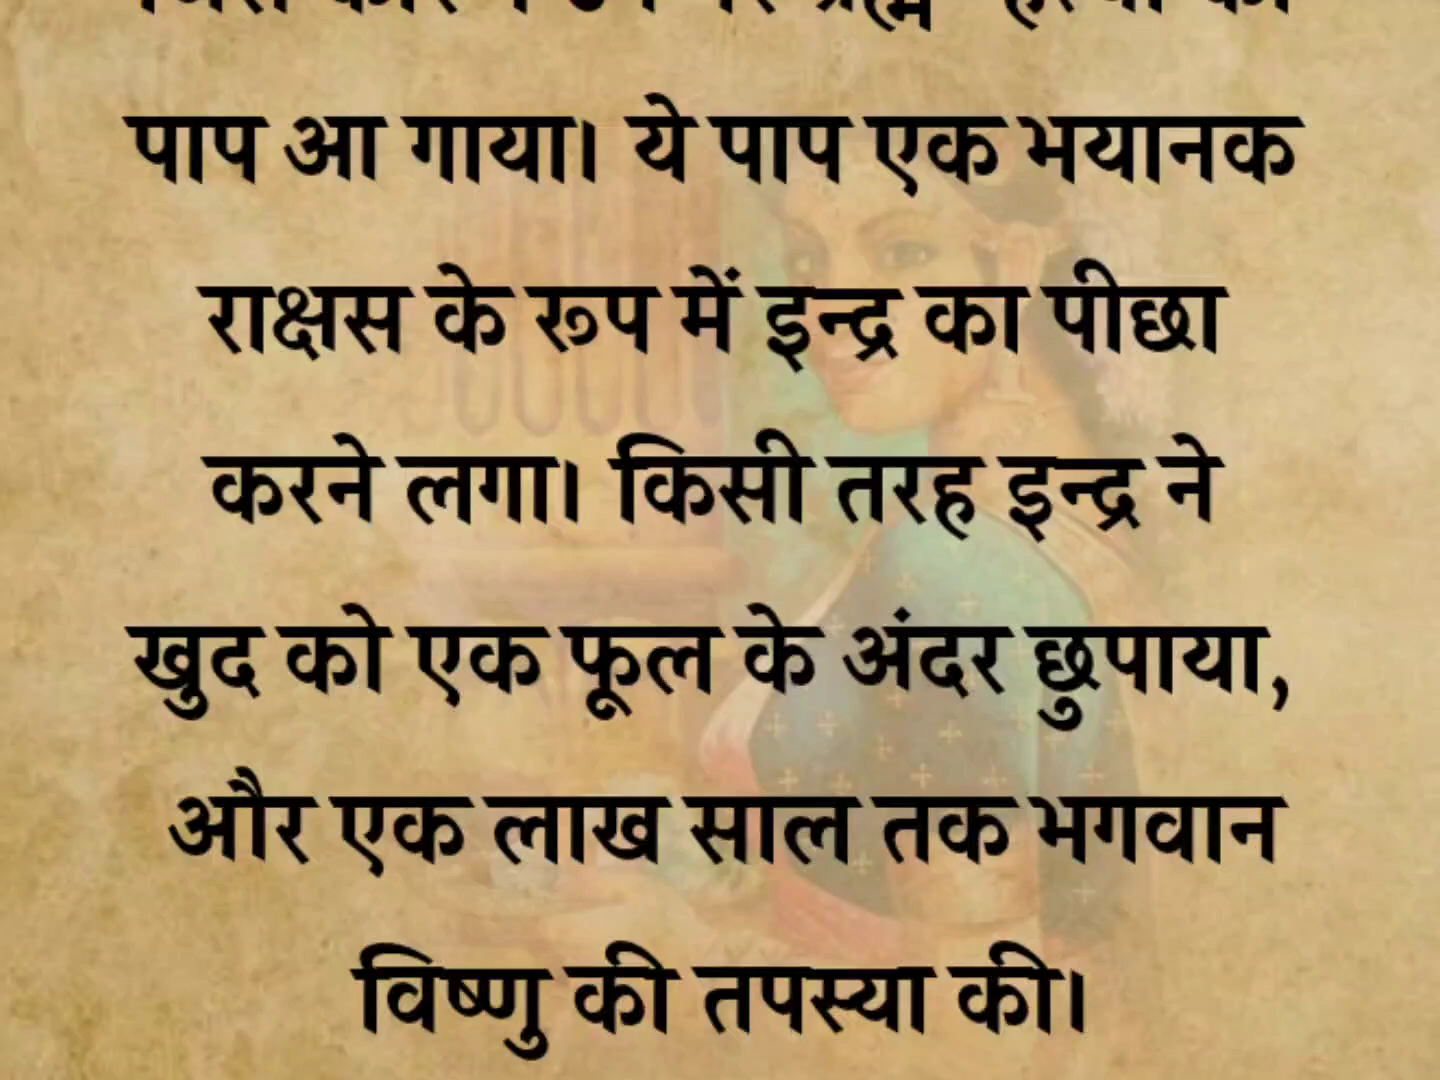 पाप आ गाया। ये पाप एक भयानक
राक्षस के रूप में इन्द्र का पीछा
करने लगा। किसी तरह इन्द्र ने
खुद को एक फूल के अंदर छुपाया,
और एक लाख साल तक भगवान
विष्णु की तपस्या की।